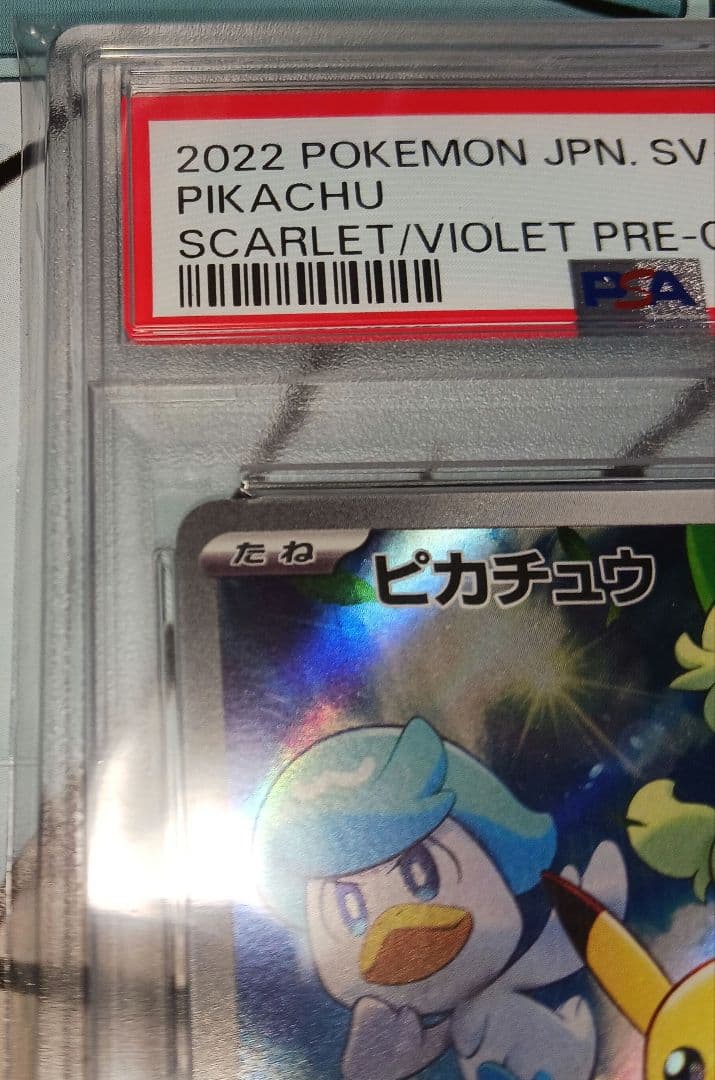 2022 POKEMON JPN. SV
PIKACHU
SCARLET/VIOLET PRE-
PSA
たね
ピカチュウ